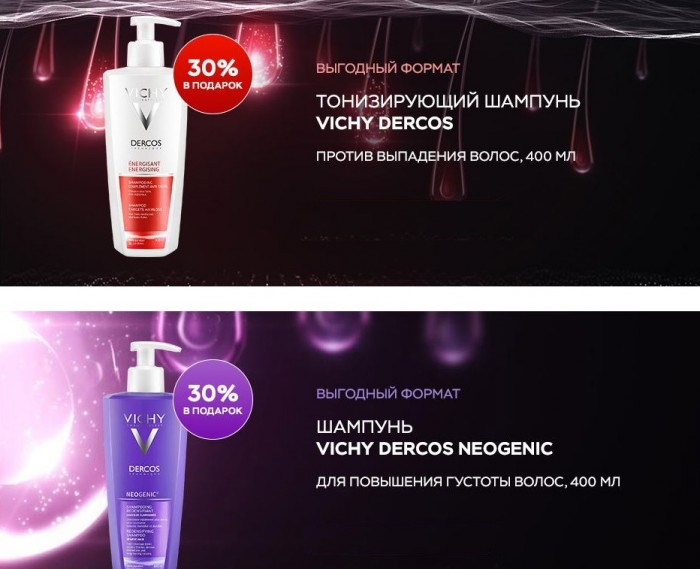 30%
В ПОДАРОК
VICHY
DERCOS
ENERGISANT
ENERGISING
ВЫГОДНЫЙ ФОРМАТ
ТОНИЗИРУЮЩИЙ ШАМПУНЬ
VICHY DERCOS
ПРОТИВ ВЫПАДЕНИЯ ВОЛОС, 400 МЛ
30%
В ПОДАРОК
VICHY
DERCOS
NEOGENIC
ВЫГОДНЫЙ ФОРМАТ
ШАМПУНЬ
VICHY DERCOS NEOGENIC
ДЛЯ ПОВЫШЕНИЯ ГУСТОТЫ ВОЛОС, 400 МЛ